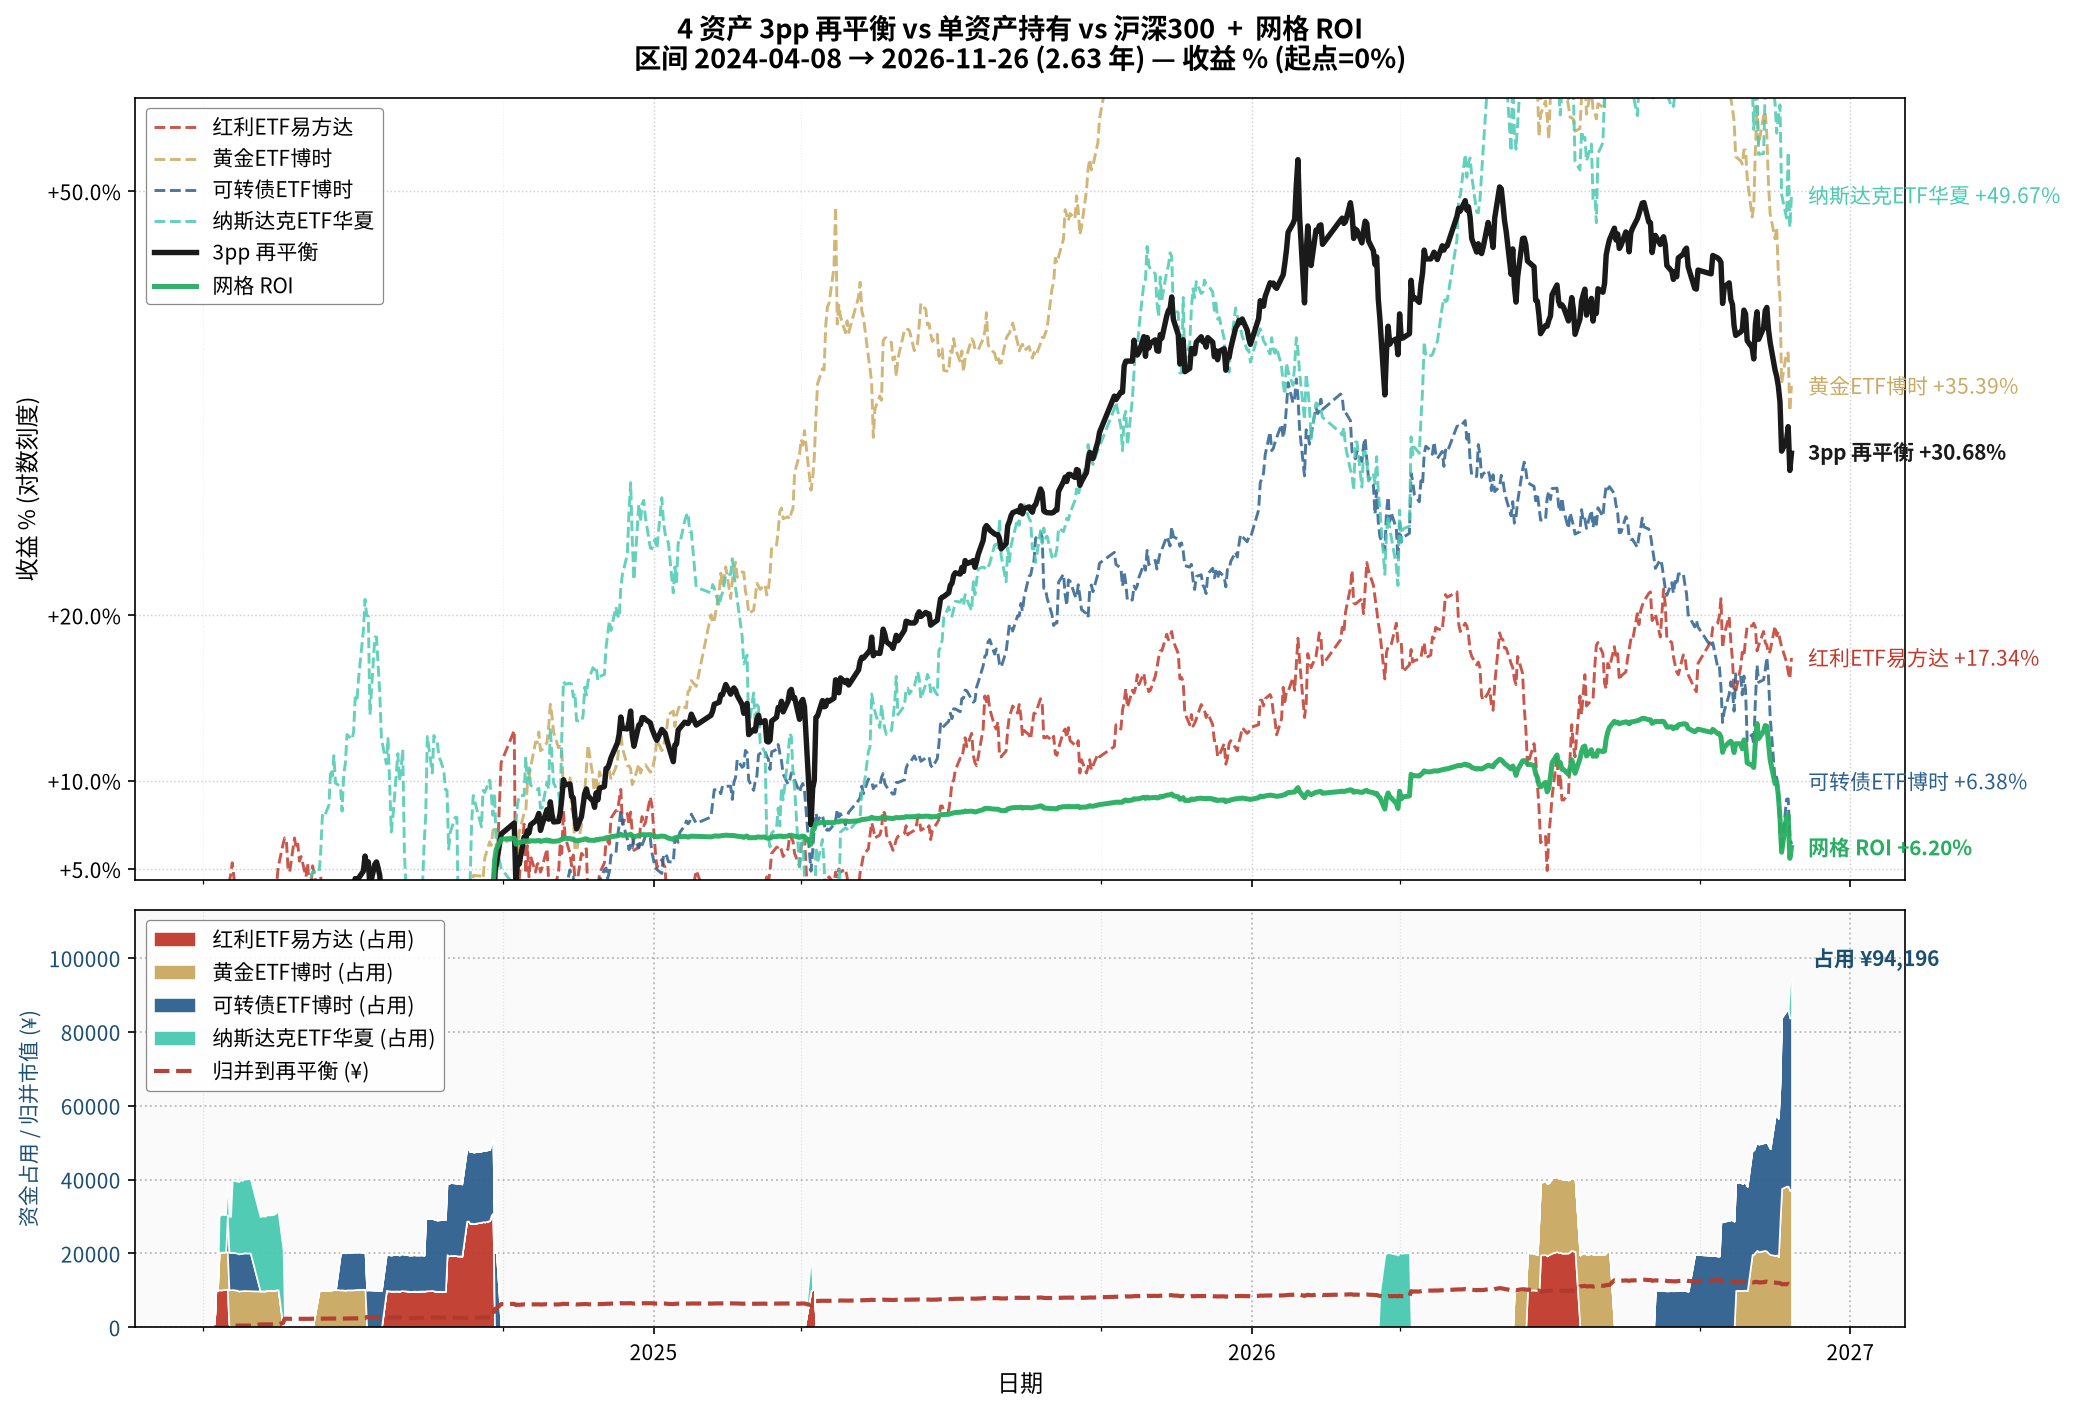 4 资产 3pp 再平衡 vs 单资产持有 vs 沪深300 + 网格 ROI
区间 2024-04-08 → 2026-11-26 (2.63 年) — 收益 % (起点=0%)
红利ETF易方达
黄金ETF博时
可转债ETF博时
纳斯达克ETF华夏
3pp 再平衡
网格 ROI
收益 % (对数刻度)
+50.0%
+20.0%
+10.0%
+5.0%
纳斯达克ETF华夏 +49.67%
黄金ETF博时 +35.39%
3pp 再平衡 +30.68%
红利ETF易方达 +17.34%
可转债ETF博时 +6.38%
网格 ROI +6.20%
红利ETF易方达 (占用)
黄金ETF博时 (占用)
可转债ETF博时 (占用)
纳斯达克ETF华夏 (占用)
归并到再平衡 (¥)
资金占用 / 归并市值 (¥)
100000
80000
60000
40000
20000
0
占用 ¥94,196
2025
2026
2027
日期